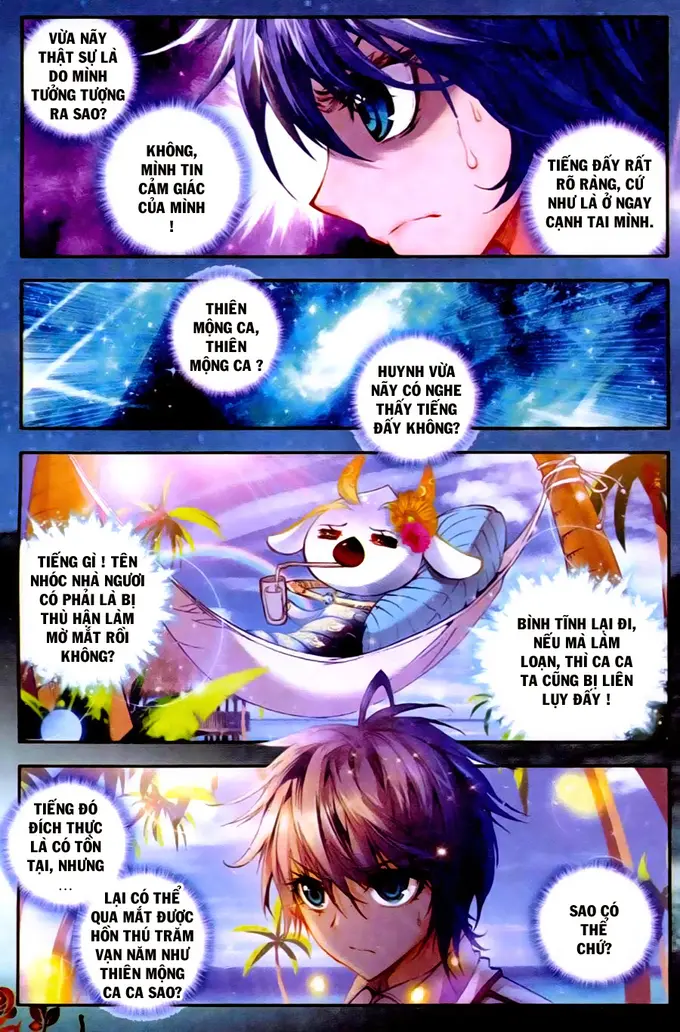 VỪA NÃY
THẬT SỰ LÀ
DO MÌNH
TƯỞNG TƯỢNG
RA SAO?
KHÔNG,
MÌNH TIN
CẢM GIÁC
CỦA MÌNH
!
TIẾNG ĐẤY RẤT
RÕ RÀNG, CỨ
NHƯ LÀ Ở NGAY
CẠNH TAI MÌNH.
THIÊN
MỘNG CA,
THIÊN
MỘNG CA ?
HUYNH VỪA
NÃY CÓ NGHE
THẤY TIẾNG
ĐẤY KHÔNG?
TIẾNG GÌ ! TÊN
NHÓC NHÀ NGƯƠI
CÓ PHẢI LÀ BỊ
THÙ HẬN LÀM
MỜ MẮT RỒI
KHÔNG?
BÌNH TĨNH LẠI ĐI,
NẾU MÀ LÀM
LOẠN, THÌ CA CA
TA CŨNG BỊ LIÊN
LỤY ĐẤY !
TIẾNG ĐÓ
ĐÍCH THỰC
LÀ CÓ TỒN
TẠI, NHƯNG
...
LẠI CÓ THỂ
QUA MẮT ĐƯỢC
HỒN THÚ TRĂM
VẠN NĂM NHƯ
THIÊN MỘNG
CA CA SAO?
SAO CÓ
THỂ
CHỨ?